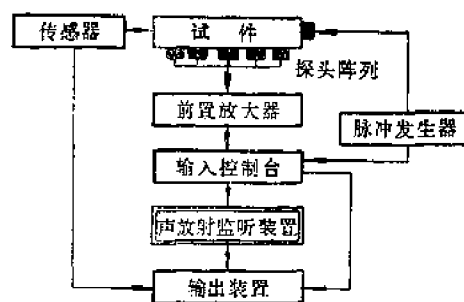 传感器
试件
探头阵列
前置放大器
脉冲发生器
输入控制台
声放射监听装置
输出装置